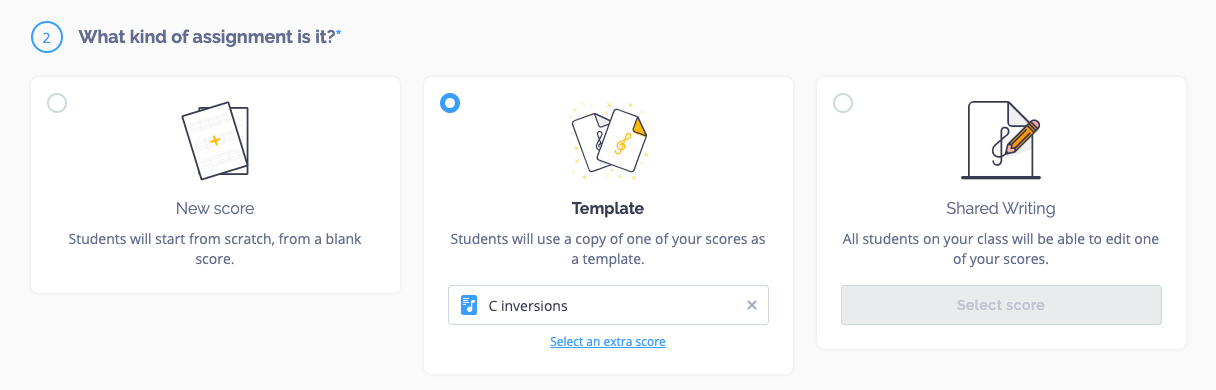 2 What kind of assignment is it?*
New score
Students will start from scratch, from a blank
score.
Template
Students will use a copy of one of your scores as
a template.
C inversions
Select an extra score
Shared Writing
All students on your class will be able to edit one
of your scores.
Select score